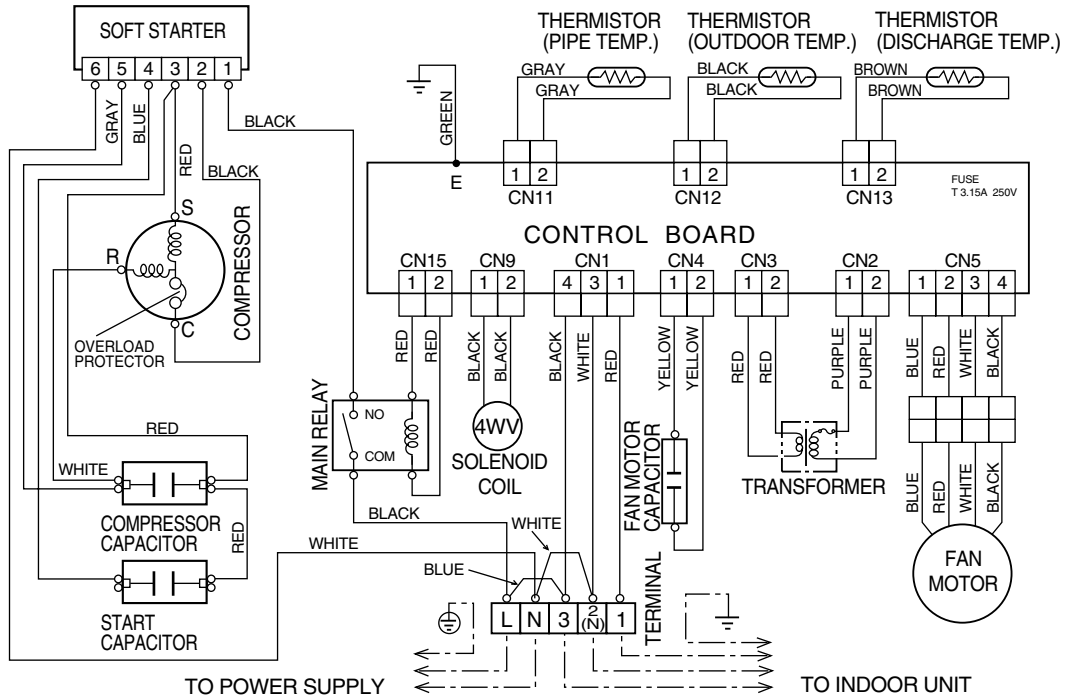 SOFT STARTER
6 5 4 3 2 1
GRAY
BLUE
RED
BLACK
BLACK
THERMISTOR
(PIPE TEMP.)
THERMISTOR
(OUTDOOR TEMP.)
THERMISTOR
(DISCHARGE TEMP.)
GRAY
GRAY
BLACK
BLACK
BROWN
BROWN
GREEN
E
1 2
CN11
1 2
CN12
1 2
CN13
FUSE
T 3.15A 250V
CONTROL BOARD
CN15
1 2
CN9
1 2
CN1
4 3 1
CN4
1 2
CN3
1 2
CN2
1 2
CN5
1 2 3 4
S
R
C
COMPRESSOR
OVERLOAD
PROTECTOR
RED
RED
BLACK
BLACK
BLACK
WHITE
RED
YELLOW
YELLOW
RED
RED
PURPLE
PURPLE
BLUE
RED
WHITE
BLACK
MAIN RELAY
NO
COM
4WV
SOLENOID
COIL
FAN MOTOR
CAPACITOR
TRANSFORMER
BLUE
RED
WHITE
BLACK
FAN
MOTOR
RED
WHITE
COMPRESSOR
CAPACITOR
RED
START
CAPACITOR
BLACK
WHITE
WHITE
BLUE
L N 3 2 (N) 1
TERMINAL
TO POWER SUPPLY
TO INDOOR UNIT